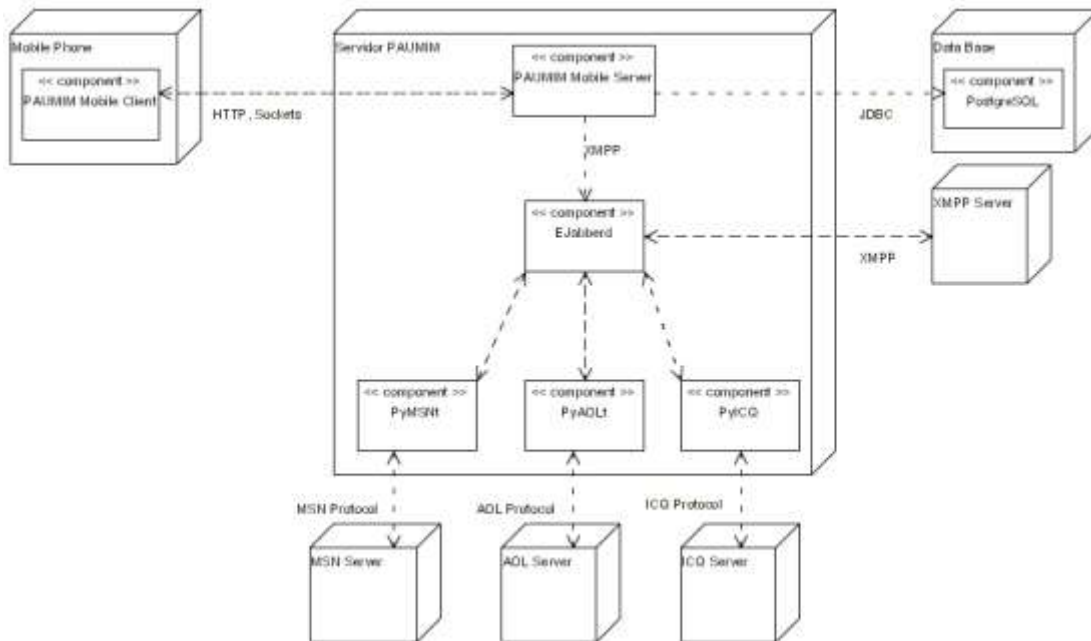 Mobile Phone
<< component >>
PAUMIM Mobile Client
HTTP, Sockets
Servidor PAUMIM
<< component >>
PAUMIM Mobile Server
XMPP
Data Base
<< component >>
PostgreSQL
JDBC
<< component >>
EJabberd
XMPP Server
XMPP
<< component >>
PyMSNt
<< component >>
PyAOLt
<< component >>
PyICQ
MSN Protocol
AOL Protocol
ICQ Protocol
MSN Server
AOL Server
ICQ Server